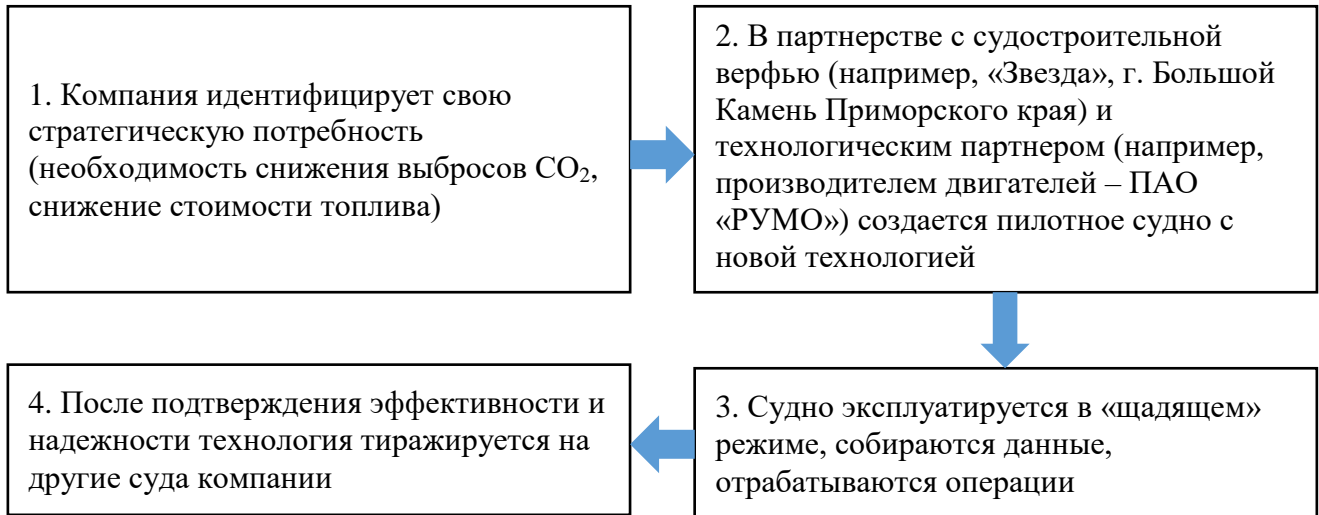 1. Компания идентифицирует свою
стратегическую потребность
(необходимость снижения выбросов CO₂,
снижение стоимости топлива)
2. В партнерстве с судостроительной
верфью (например, «Звезда», г. Большой
Камень Приморского края) и
технологическим партнером (например,
производителем двигателей – ПАО
«РУМО») создается пилотное судно с
новой технологией
3. Судно эксплуатируется в «щадящем»
режиме, собираются данные,
отрабатываются операции
4. После подтверждения эффективности и
надежности технология тиражируется на
другие суда компании